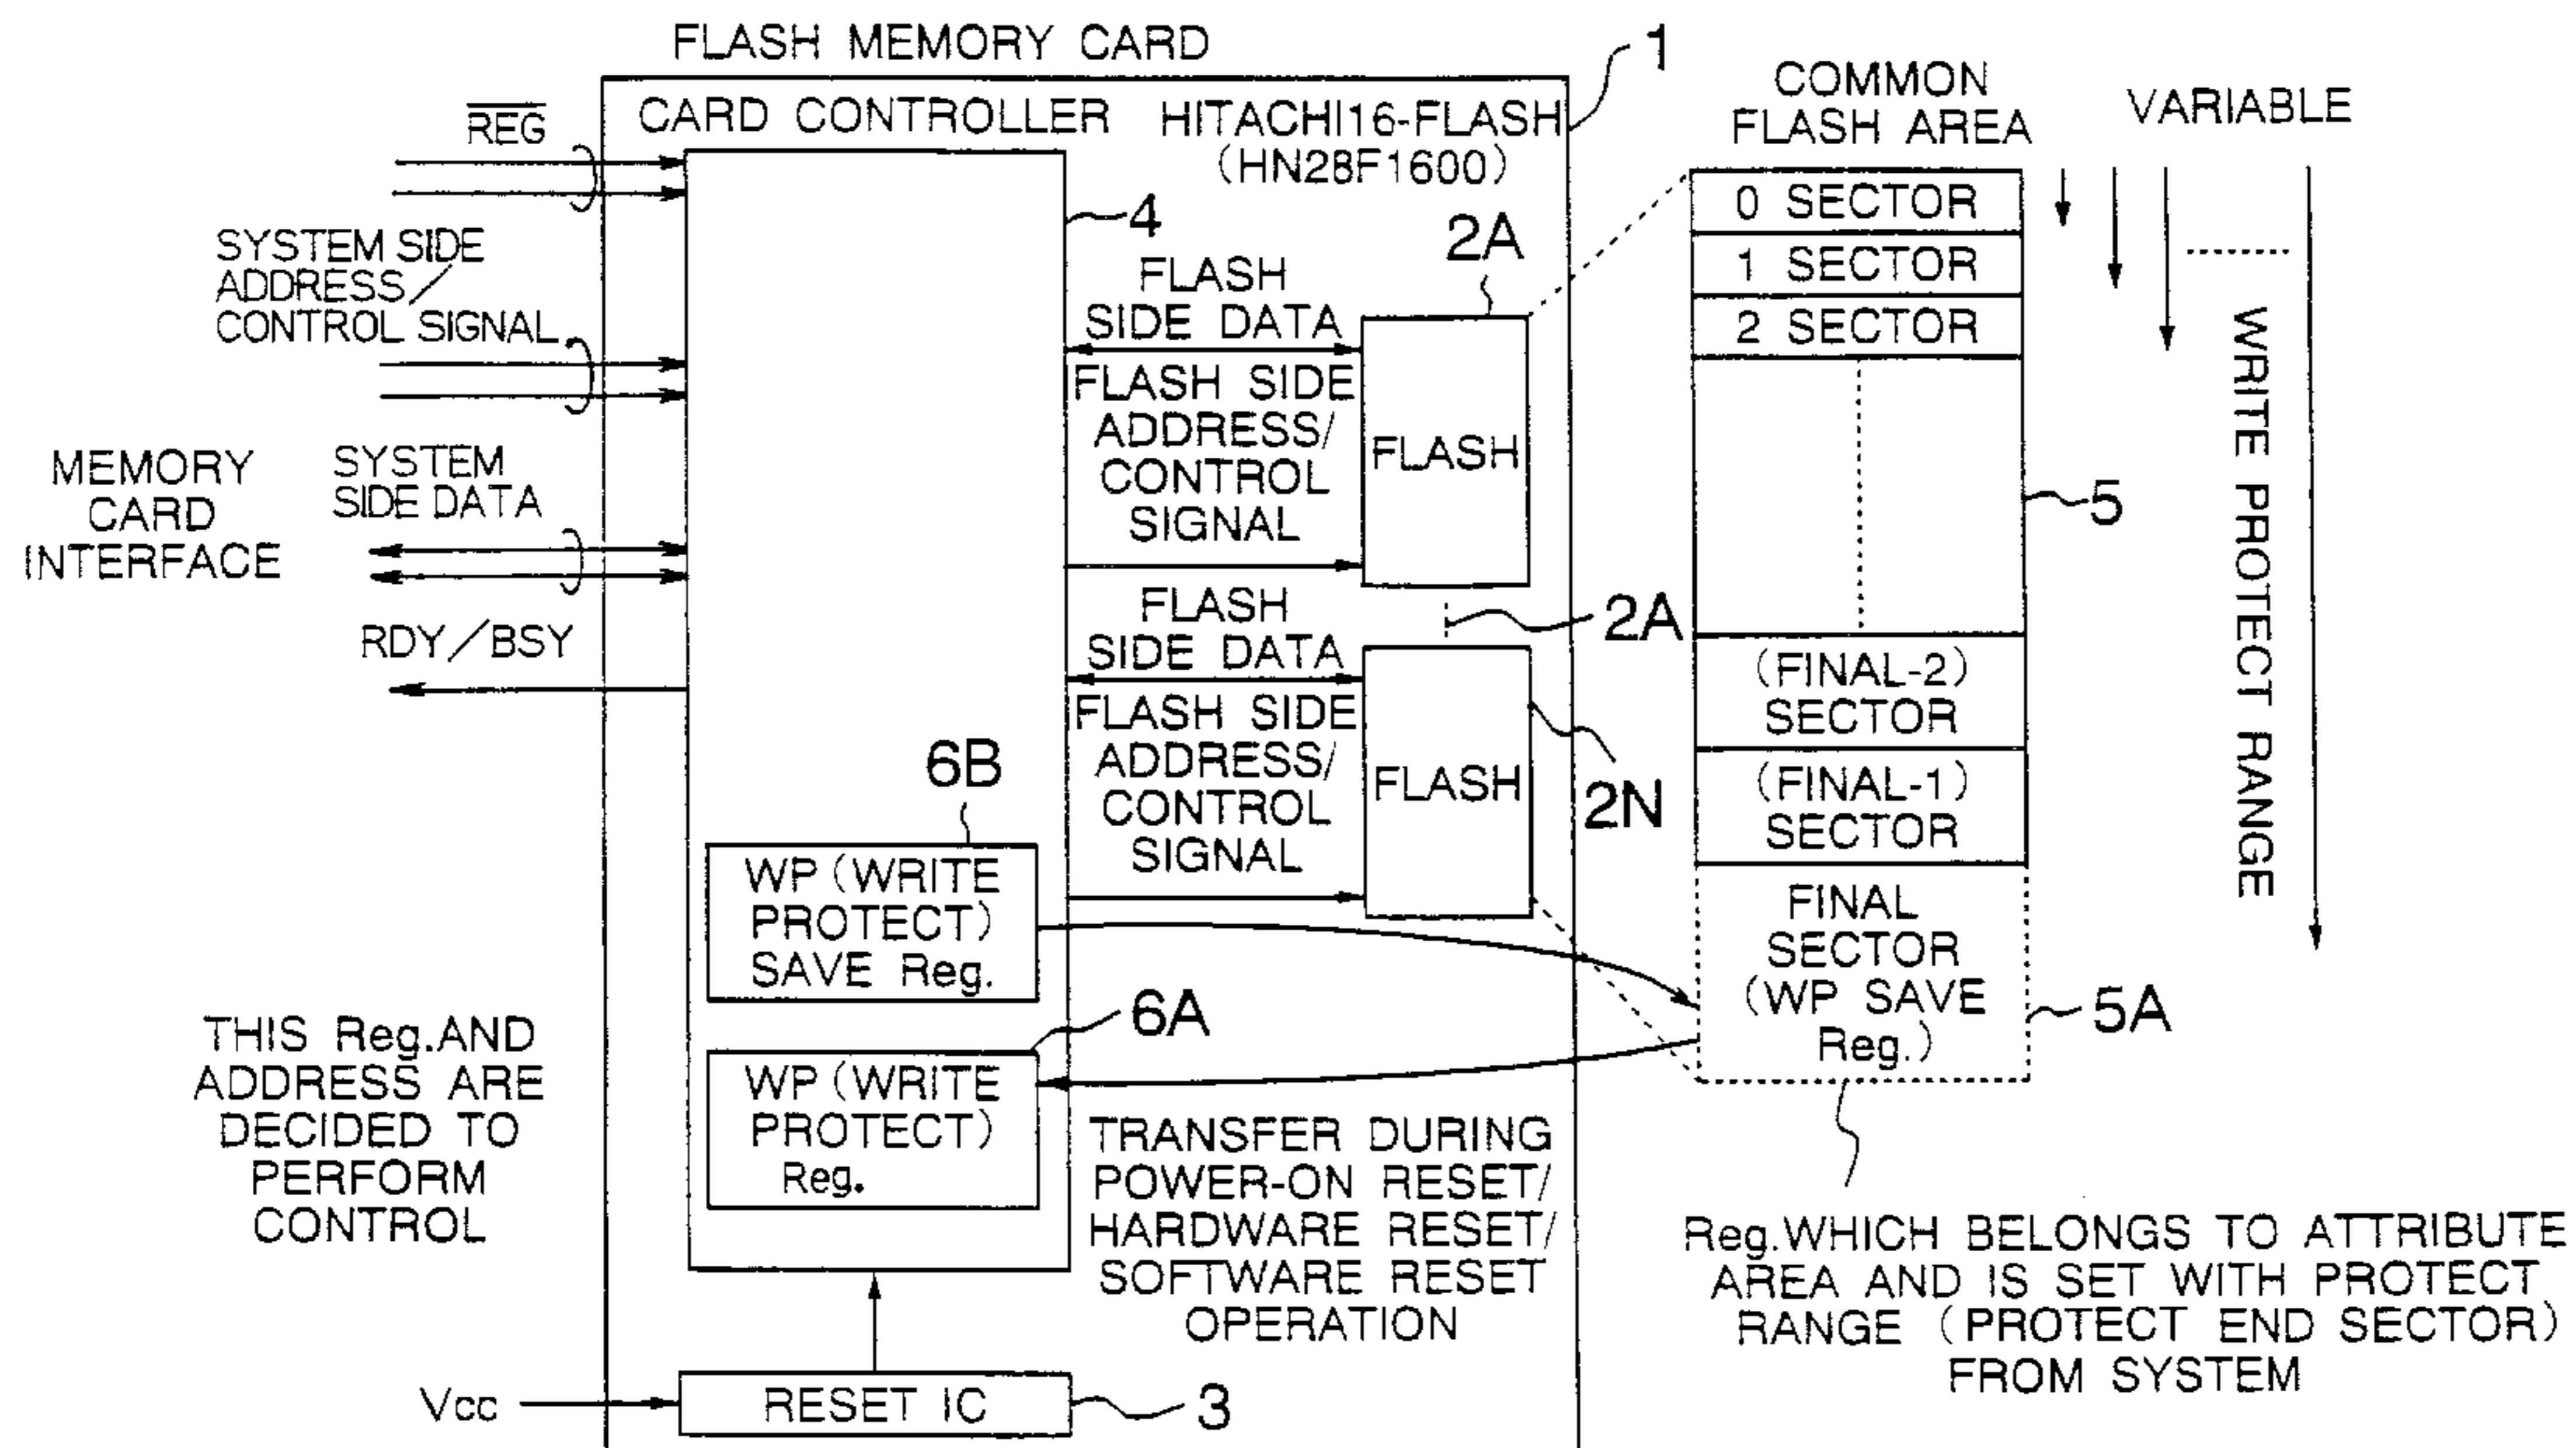 FLASH MEMORY CARD
1
CARD CONTROLLER
HITACHI16-FLASH
(HN28F1600)
REG
SYSTEM SIDE
ADDRESS/
CONTROL SIGNAL
MEMORY
CARD
INTERFACE
SYSTEM
SIDE DATA
RDY/BSY
4
FLASH
SIDE DATA
FLASH SIDE
ADDRESS/
CONTROL
SIGNAL
2A
FLASH
2A
FLASH
SIDE DATA
FLASH SIDE
ADDRESS/
CONTROL
SIGNAL
FLASH
2N
6B
WP (WRITE
PROTECT)
SAVE Reg.
6A
WP (WRITE
PROTECT)
Reg.
THIS Reg.AND
ADDRESS ARE
DECIDED TO
PERFORM
CONTROL
TRANSFER DURING
POWER-ON RESET/
HARDWARE RESET/
SOFTWARE RESET
OPERATION
Vcc
RESET IC
3
COMMON
FLASH AREA
VARIABLE
0 SECTOR
1 SECTOR
2 SECTOR
5
(FINAL-2)
SECTOR
(FINAL-1)
SECTOR
FINAL
SECTOR
(WP SAVE
Reg.)
5A
WRITE PROTECT RANGE
Reg.WHICH BELONGS TO ATTRIBUTE
AREA AND IS SET WITH PROTECT
RANGE (PROTECT END SECTOR)
FROM SYSTEM